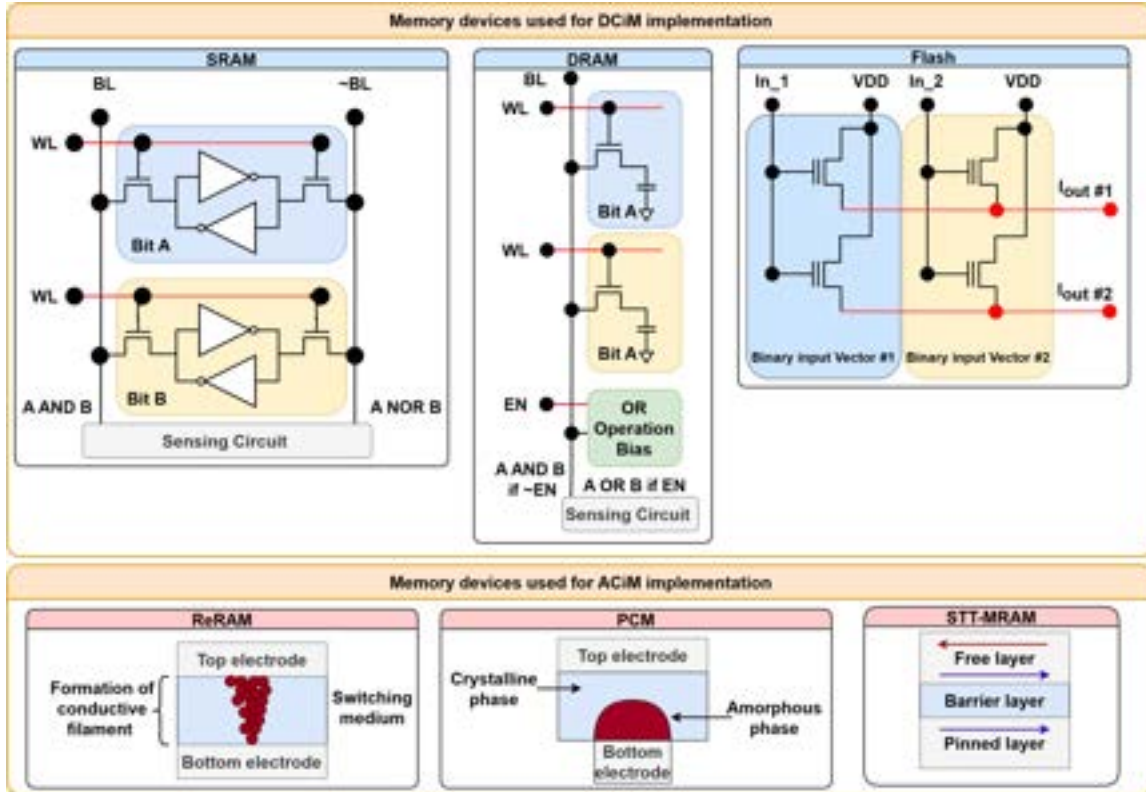 Memory devices used for DCiM implementation
SRAM
BL
~BL
WL
Bit A
WL
Bit B
A AND B
A NOR B
Sensing Circuit
DRAM
BL
WL
Bit A
WL
Bit A
EN
OR
Operation
Bias
A AND B
if ~EN
A OR B if EN
Sensing Circuit
Flash
In_1
VDD
In_2
VDD
Iout #1
Iout #2
Binary input Vector #1
Binary input Vector #2
Memory devices used for ACiM implementation
ReRAM
Top electrode
Formation of
conductive
filament
Switching
medium
Bottom electrode
PCM
Top electrode
Crystalline
phase
Amorphous
phase
Bottom
electrode
STT-MRAM
Free layer
Barrier layer
Pinned layer